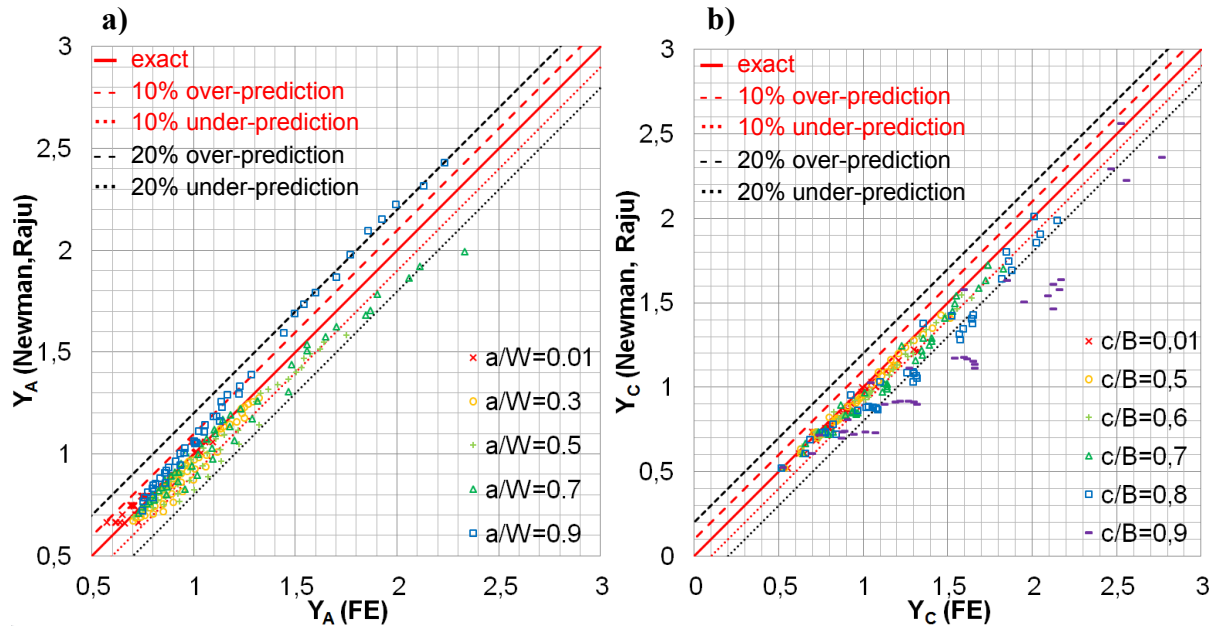 a)
3
2,5
2
1,5
1
0,5
Y_A (Newman,Raju)
exact
10% over-prediction
10% under-prediction
20% over-prediction
20% under-prediction
a/W=0.01
a/W=0.3
a/W=0.5
a/W=0.7
a/W=0.9
0,5 1 1,5 2 2,5 3
Y_A (FE)
b)
3
2,5
2
1,5
1
0,5
0
Y_C (Newman, Raju)
exact
10% over-prediction
10% under-prediction
20% over-prediction
20% under-prediction
c/B=0,01
c/B=0,5
c/B=0,6
c/B=0,7
c/B=0,8
c/B=0,9
0 0,5 1 1,5 2 2,5 3
Y_C (FE)